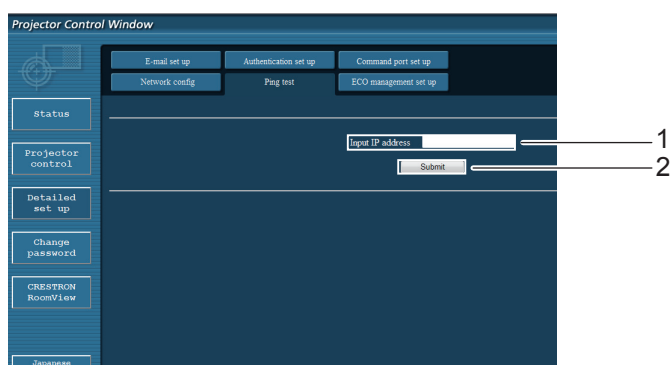 Projector Control Window
E-mail set up
Authentication set up
Command port set up
Network config
Ping test
ECO management set up
Status
Projector
control
Detailed
set up
Change
password
CRESTRON
RoomView
Japanese
Input IP address
1
Submit
2